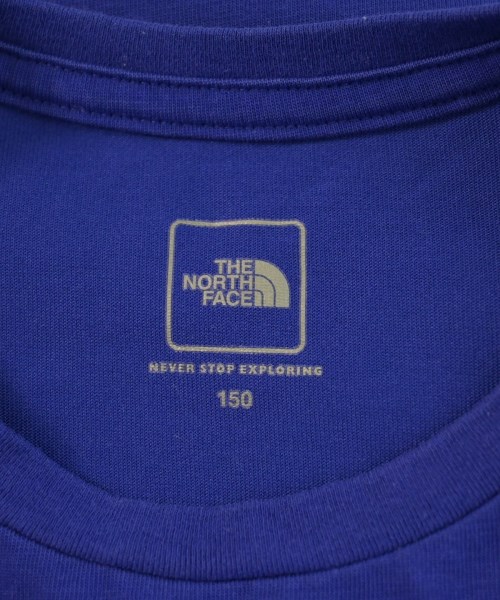 THE
NORTH
FACE
NEVER STOP EXPLORING
150